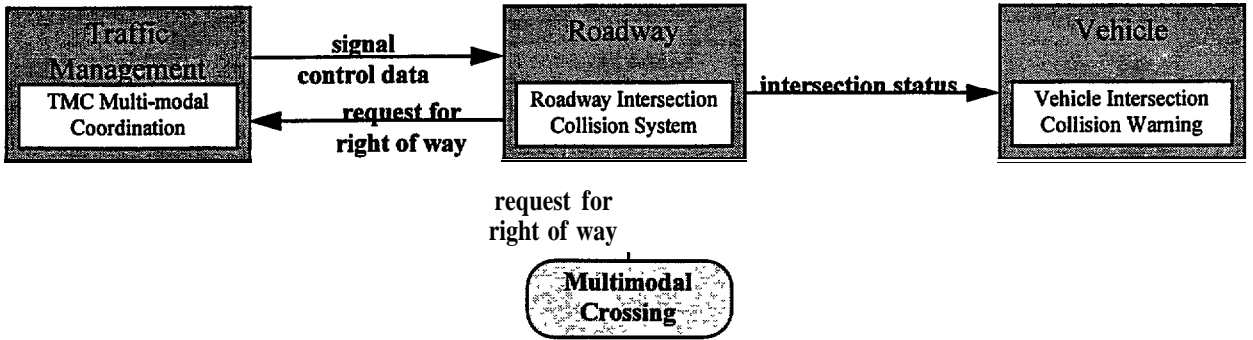 Traffic
Management
TMC Multi-modal
Coordination
signal
control data
request for
right of way
Roadway
Roadway Intersection
Collision System
intersection status
Vehicle
Vehicle Intersection
Collision Warning
request for
right of way
Multimodal
Crossing